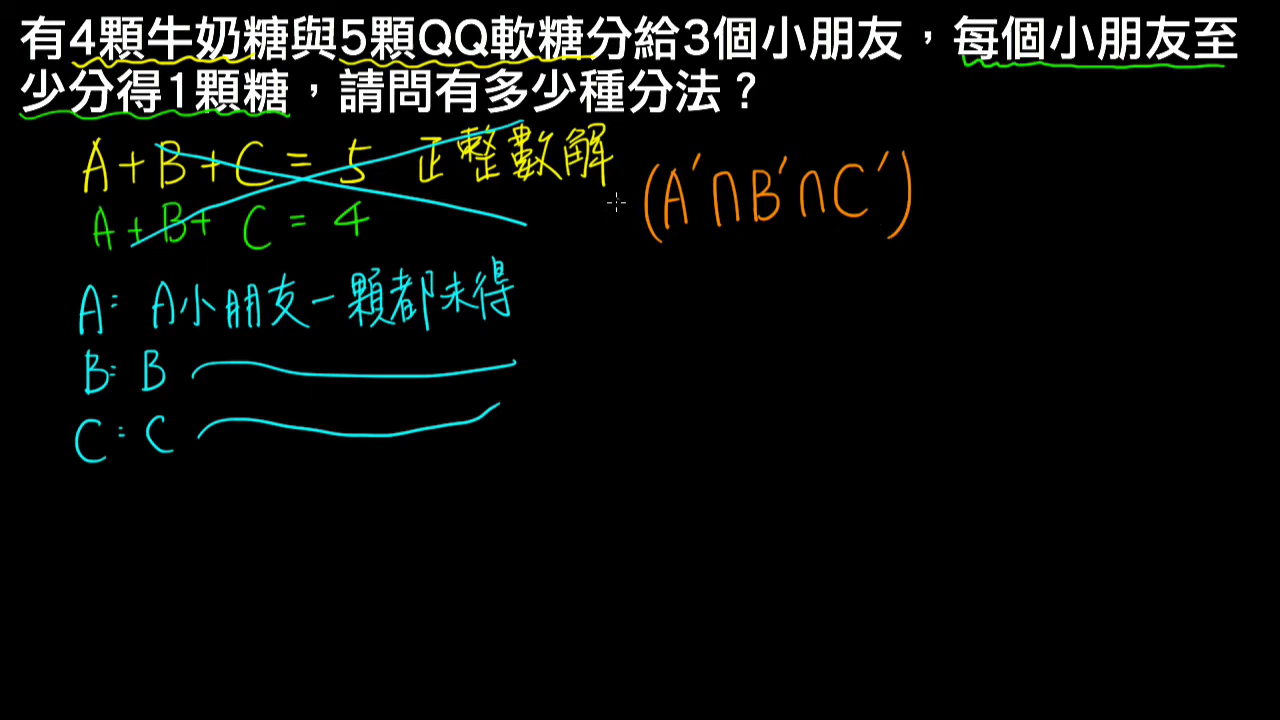 有4顆牛奶糖與5顆QQ軟糖分給3個小朋友，每個小朋友至
少分得1顆糖，請問有多少種分法？
A+B+C=5 正整數解
(A'∩B'∩C')
A+B+C=4
A: A小朋友一顆都未得
B: B
C: C